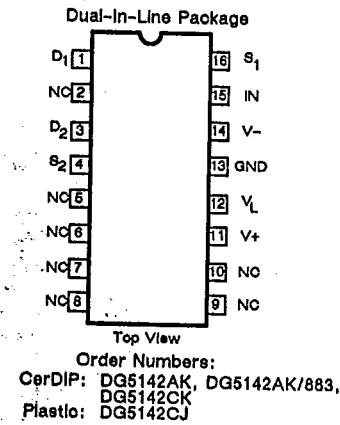 Dual-In-Line Package
D1 1 16 S1
NC 2 15 IN
D2 3 14 V-
S2 4 13 GND
NC 5 12 VL
NC 6 11 V+
NC 7 10 NC
NC 8 9 NC
Top View
Order Numbers:
CerDIP: DG5142AK, DG5142AK/883,
DG5142CK
Plastic: DG5142CJ